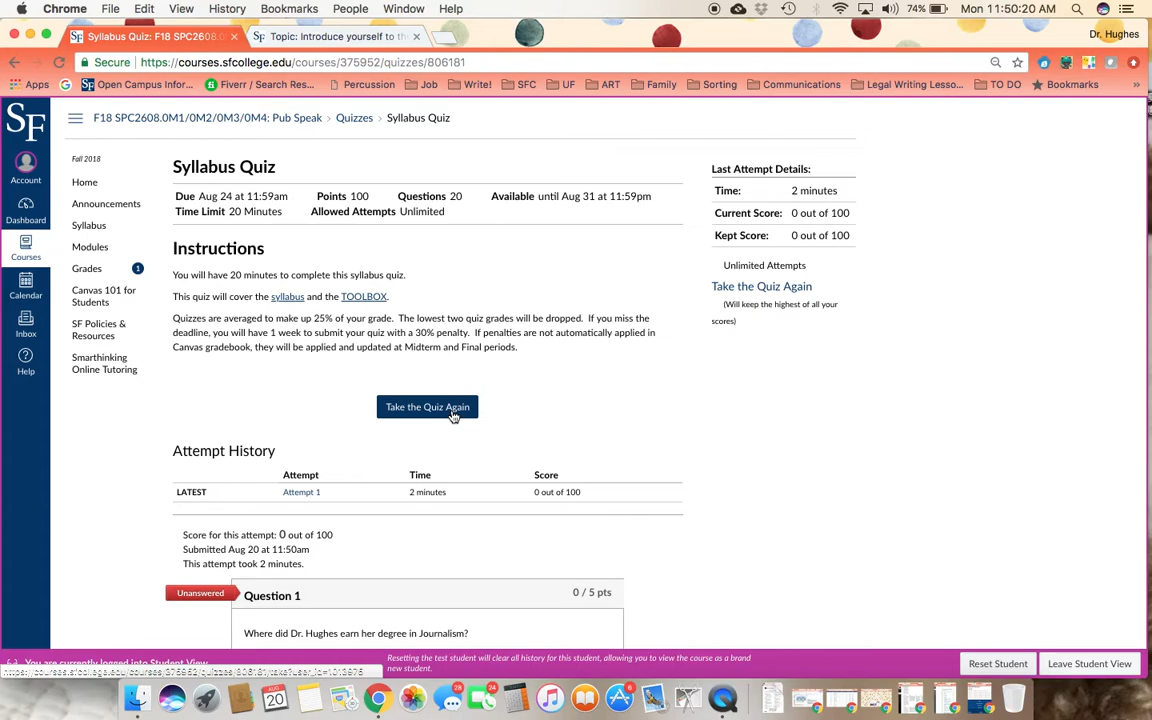 Chrome File Edit View History Bookmarks People Window Help 74% Mon 11:50:20 AM
Syllabus Quiz: F18 SPC2608.0 Topic: Introduce yourself to th Dr. Hughes
Secure https://courses.sfcollege.edu/courses/375952/quizzes/806181
Apps Open Campus Infor... Fiverr / Search Res... Percussion Job Write! SFC UF ART Family Sorting Communications Legal Writing Lesso... TO DO Bookmarks »
SF
Account
Dashboard
Courses
Calendar
Inbox
Help
F18 SPC2608.0M1/0M2/0M3/0M4: Pub Speak › Quizzes › Syllabus Quiz
Fall 2018
Home
Announcements
Syllabus
Modules
Grades 1
Canvas 101 for
Students
SF Policies &
Resources
Smarthinking
Online Tutoring
Syllabus Quiz
Due Aug 24 at 11:59am Points 100 Questions 20 Available until Aug 31 at 11:59pm
Time Limit 20 Minutes Allowed Attempts Unlimited
Instructions
You will have 20 minutes to complete this syllabus quiz.
This quiz will cover the syllabus and the TOOLBOX.
Quizzes are averaged to make up 25% of your grade. The lowest two quiz grades will be dropped. If you miss the
deadline, you will have 1 week to submit your quiz with a 30% penalty. If penalties are not automatically applied in
Canvas gradebook, they will be applied and updated at Midterm and Final periods.
Take the Quiz Again
Attempt History
Attempt Time Score
LATEST Attempt 1 2 minutes 0 out of 100
Score for this attempt: 0 out of 100
Submitted Aug 20 at 11:50am
This attempt took 2 minutes.
Unanswered Question 1 0 / 5 pts
Where did Dr. Hughes earn her degree in Journalism?
Last Attempt Details:
Time: 2 minutes
Current Score: 0 out of 100
Kept Score: 0 out of 100
Unlimited Attempts
Take the Quiz Again
(Will keep the highest of all your
scores)
You are currently logged into Student View
Resetting the test student will clear all history for this student, allowing you to view the course as a brand
new student.
Reset Student Leave Student View
20